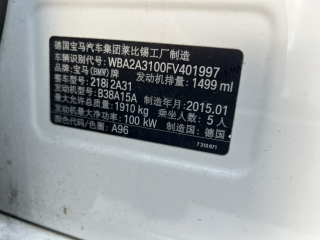 德国宝马汽车集团莱比锡工厂制造
车辆识别代号: WBA2A3100FV401997
品牌: 宝马(BMW)牌 发动机排量: 1499 ml
整车型号: 218i 2A31
发动机型号: B38A15A 制造年月: 2015.01
最大允许总质量: 1910 kg 乘坐人数: 5 人
发动机最大净功率: 100 kW 制造国: 德国
颜色代号/色漆: A96
7 310 671